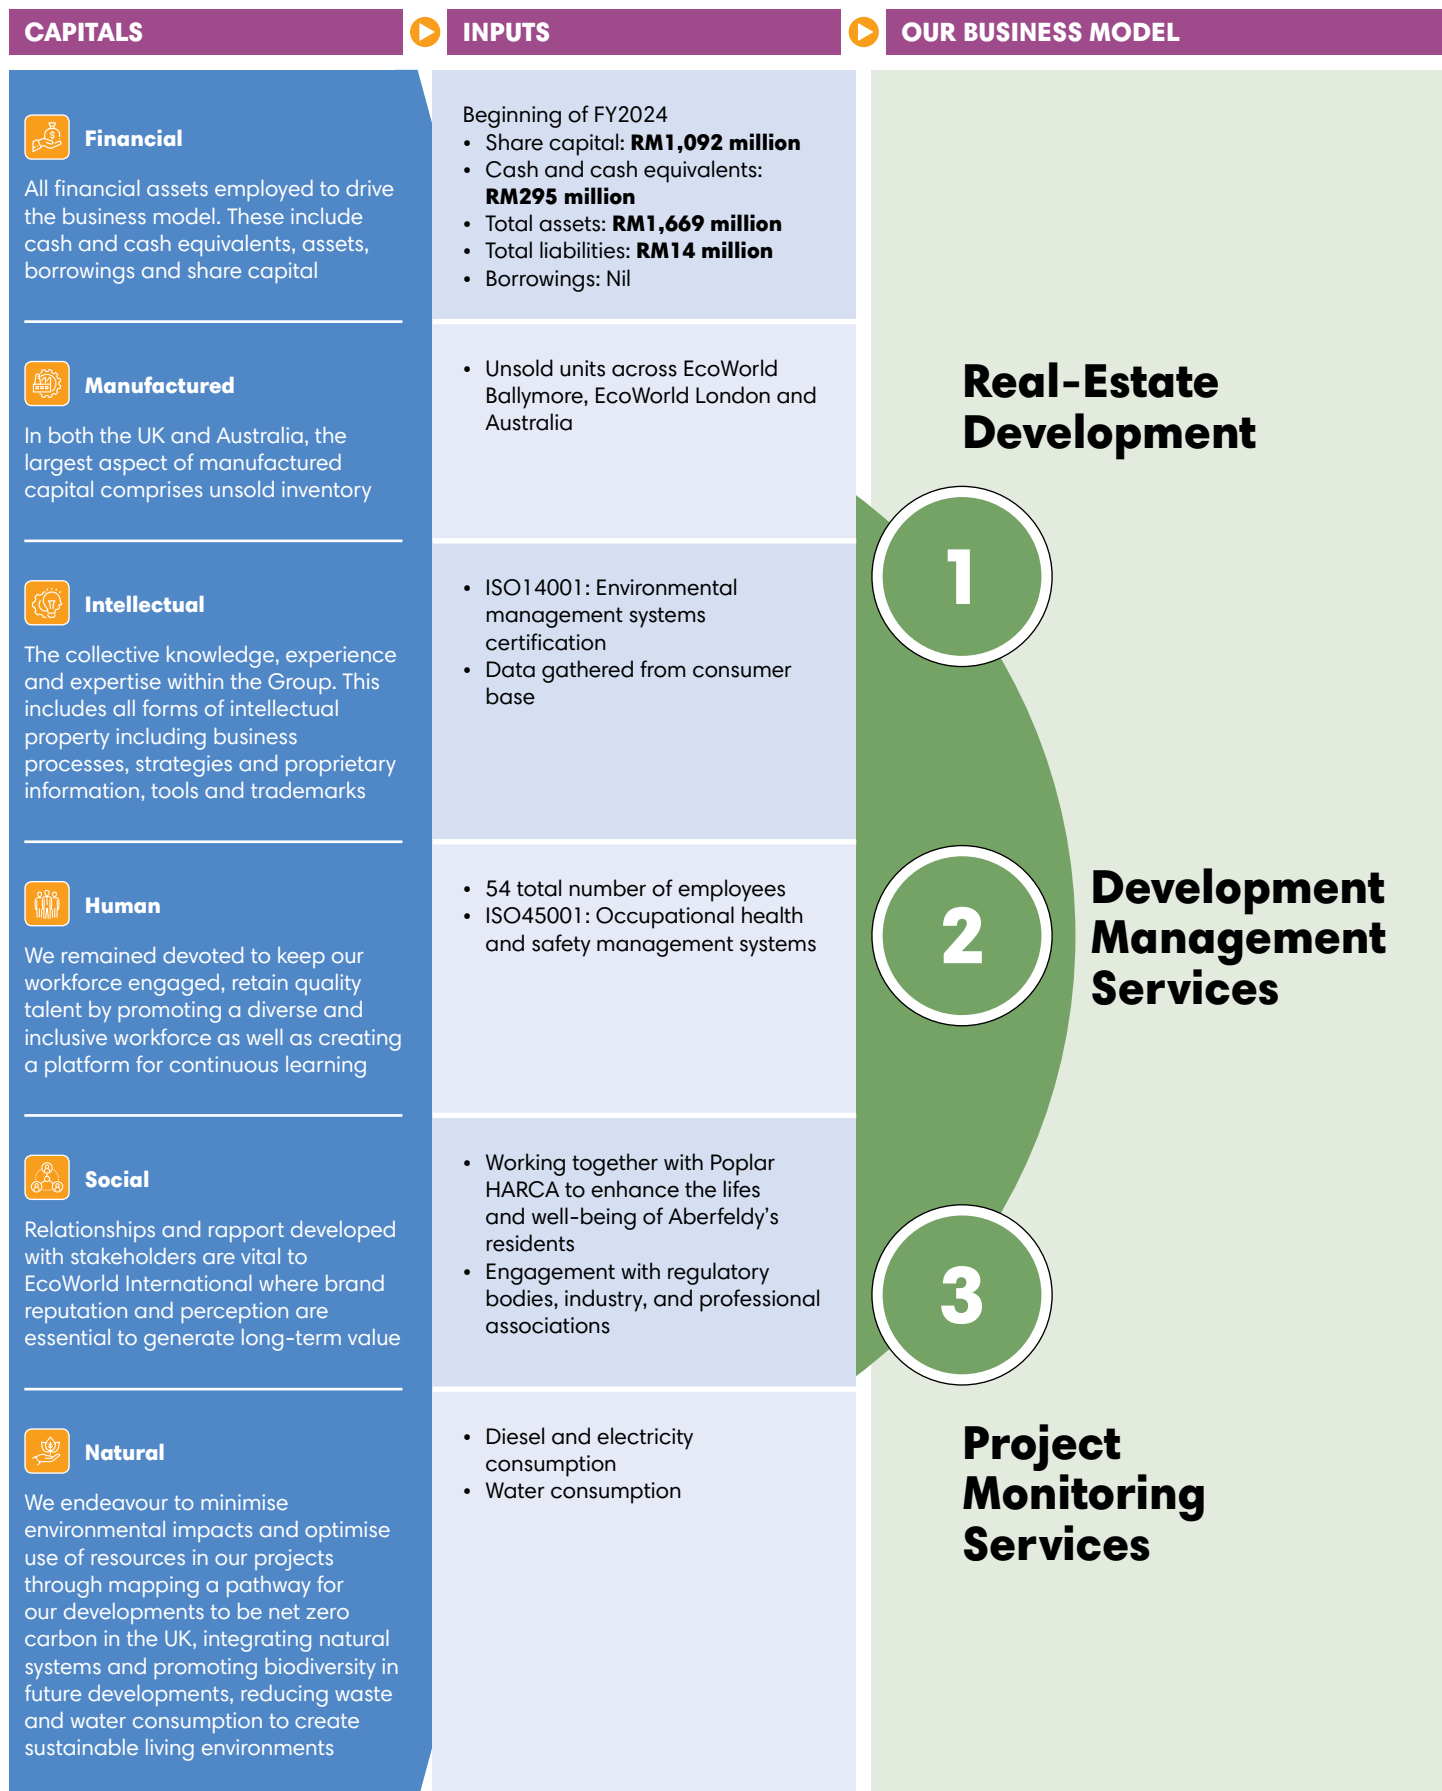 CAPITALS
INPUTS
OUR BUSINESS MODEL
Financial
All financial assets employed to drive
the business model. These include
cash and cash equivalents, assets,
borrowings and share capital
Beginning of FY2024
• Share capital: RM1,092 million
• Cash and cash equivalents:
RM295 million
• Total assets: RM1,669 million
• Total liabilities: RM14 million
• Borrowings: Nil
Manufactured
In both the UK and Australia, the
largest aspect of manufactured
capital comprises unsold inventory
• Unsold units across EcoWorld
Ballymore, EcoWorld London and
Australia
Intellectual
The collective knowledge, experience
and expertise within the Group. This
includes all forms of intellectual
property including business
processes, strategies and proprietary
information, tools and trademarks
• ISO14001: Environmental
management systems
certification
• Data gathered from consumer
base
Human
We remained devoted to keep our
workforce engaged, retain quality
talent by promoting a diverse and
inclusive workforce as well as creating
a platform for continuous learning
• 54 total number of employees
• ISO45001: Occupational health
and safety management systems
Social
Relationships and rapport developed
with stakeholders are vital to
EcoWorld International where brand
reputation and perception are
essential to generate long-term value
• Working together with Poplar
HARCA to enhance the lifes
and well-being of Aberfeldy's
residents
• Engagement with regulatory
bodies, industry, and professional
associations
Natural
We endeavour to minimise
environmental impacts and optimise
use of resources in our projects
through mapping a pathway for
our developments to be net zero
carbon in the UK, integrating natural
systems and promoting biodiversity in
future developments, reducing waste
and water consumption to create
sustainable living environments
• Diesel and electricity
consumption
• Water consumption
Real-Estate
Development
1
2
Development
Management
Services
3
Project
Monitoring
Services